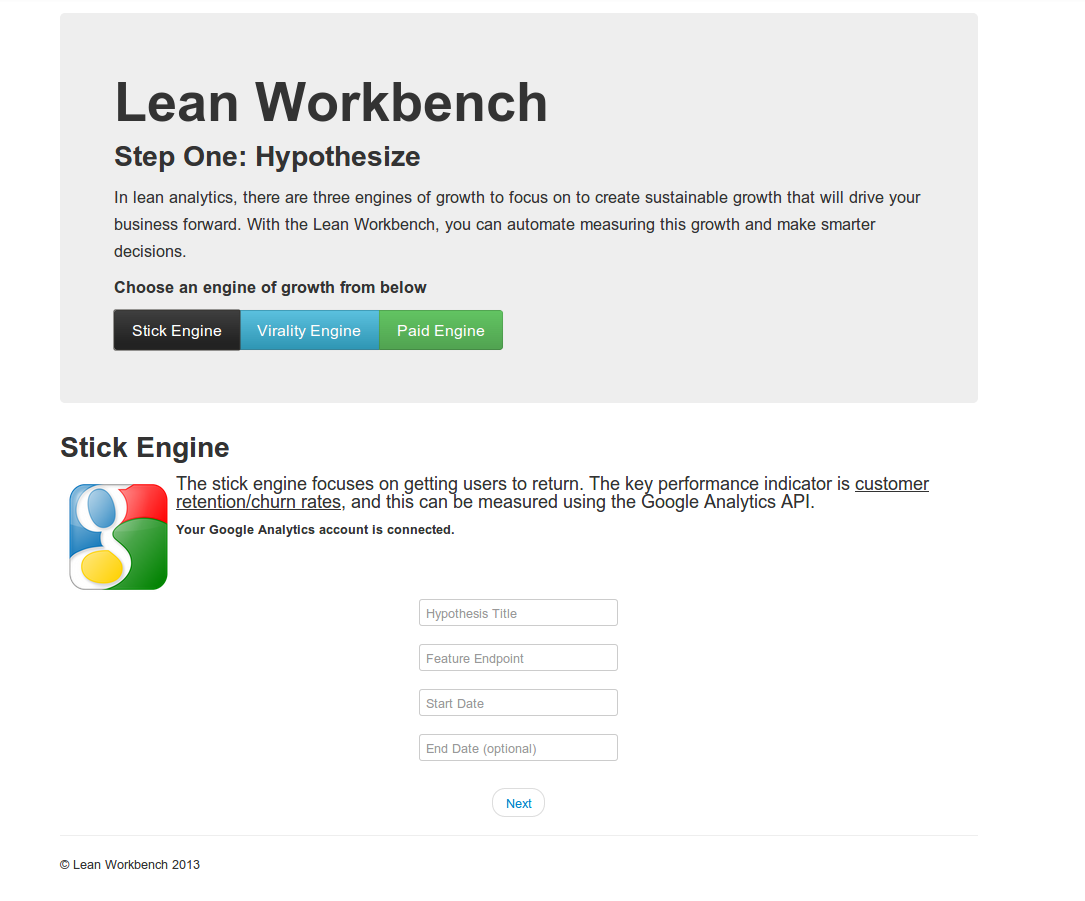 Lean Workbench
Step One: Hypothesize
In lean analytics, there are three engines of growth to focus on to create sustainable growth that will drive your
business forward. With the Lean Workbench, you can automate measuring this growth and make smarter
decisions.
Choose an engine of growth from below
Stick Engine Virality Engine Paid Engine
Stick Engine
The stick engine focuses on getting users to return. The key performance indicator is customer
retention/churn rates, and this can be measured using the Google Analytics API.
Your Google Analytics account is connected.
Hypothesis Title
Feature Endpoint
Start Date
End Date (optional)
Next
© Lean Workbench 2013